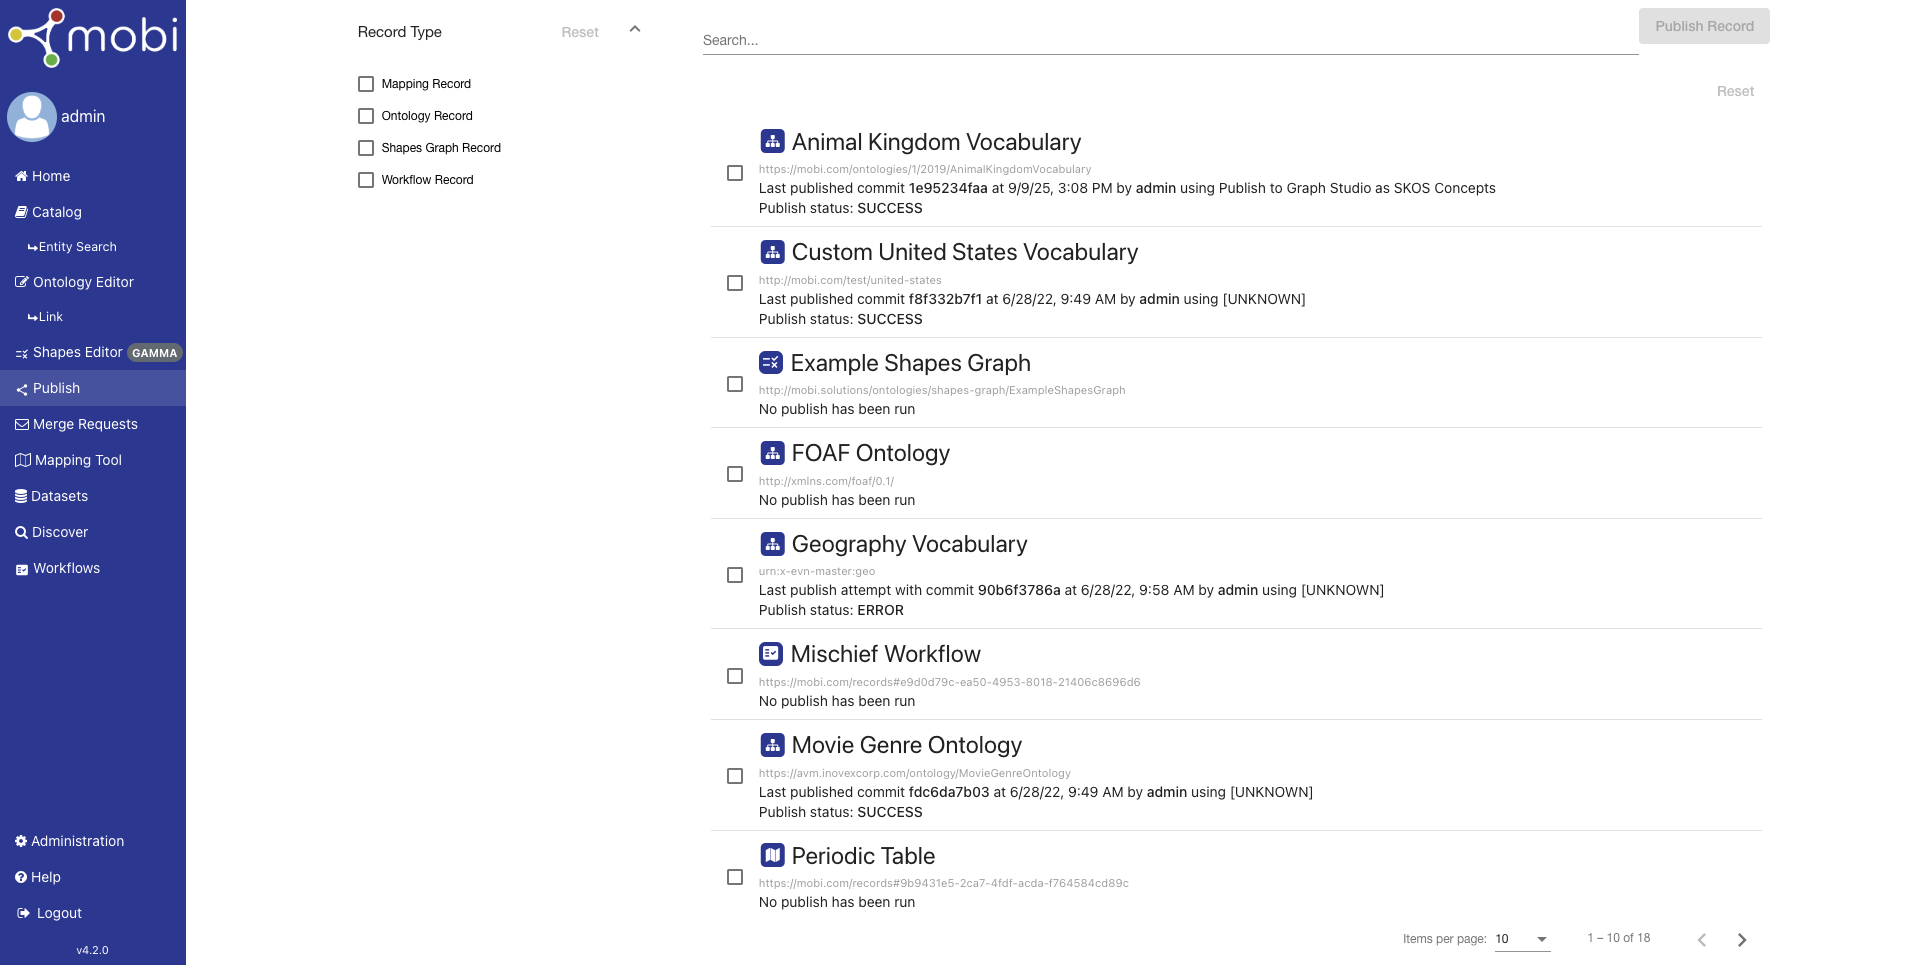 mobi
admin
Home
Catalog
Entity Search
Ontology Editor
Link
Shapes Editor GAMMA
Publish
Merge Requests
Mapping Tool
Datasets
Discover
Workflows
Administration
Help
Logout
v4.2.0
Record Type Reset
Mapping Record
Ontology Record
Shapes Graph Record
Workflow Record
Search...
Publish Record
Reset
Animal Kingdom Vocabulary
https://mobi.com/ontologies/1/2019/AnimalKingdomVocabulary
Last published commit 1e95234faa at 9/9/25, 3:08 PM by admin using Publish to Graph Studio as SKOS Concepts
Publish status: SUCCESS
Custom United States Vocabulary
http://mobi.com/test/united-states
Last published commit f8f332b7f1 at 6/28/22, 9:49 AM by admin using [UNKNOWN]
Publish status: SUCCESS
Example Shapes Graph
http://mobi.solutions/ontologies/shapes-graph/ExampleShapesGraph
No publish has been run
FOAF Ontology
http://xmlns.com/foaf/0.1/
No publish has been run
Geography Vocabulary
urn:x-evn-master:geo
Last publish attempt with commit 90b6f3786a at 6/28/22, 9:58 AM by admin using [UNKNOWN]
Publish status: ERROR
Mischief Workflow
https://mobi.com/records#e9d0d79c-ea50-4953-8018-21406c8696d6
No publish has been run
Movie Genre Ontology
https://avm.inovexcorp.com/ontology/MovieGenreOntology
Last published commit fdc6da7b03 at 6/28/22, 9:49 AM by admin using [UNKNOWN]
Publish status: SUCCESS
Periodic Table
https://mobi.com/records#9b9431e5-2ca7-4fdf-acda-f764584cd89c
No publish has been run
Items per page: 10 1 – 10 of 18